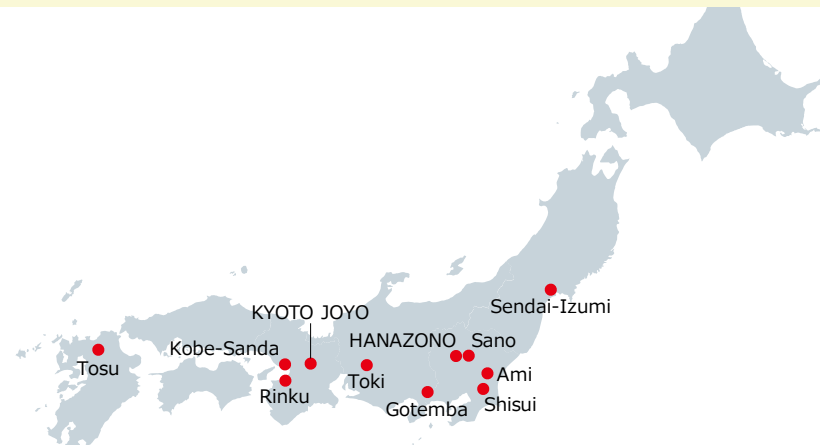 Sendai-Izumi
KYOTO JOYO
HANAZONO
Sano
Kobe-Sanda
Tosu
Toki
Ami
Rinku
Gotemba
Shisui